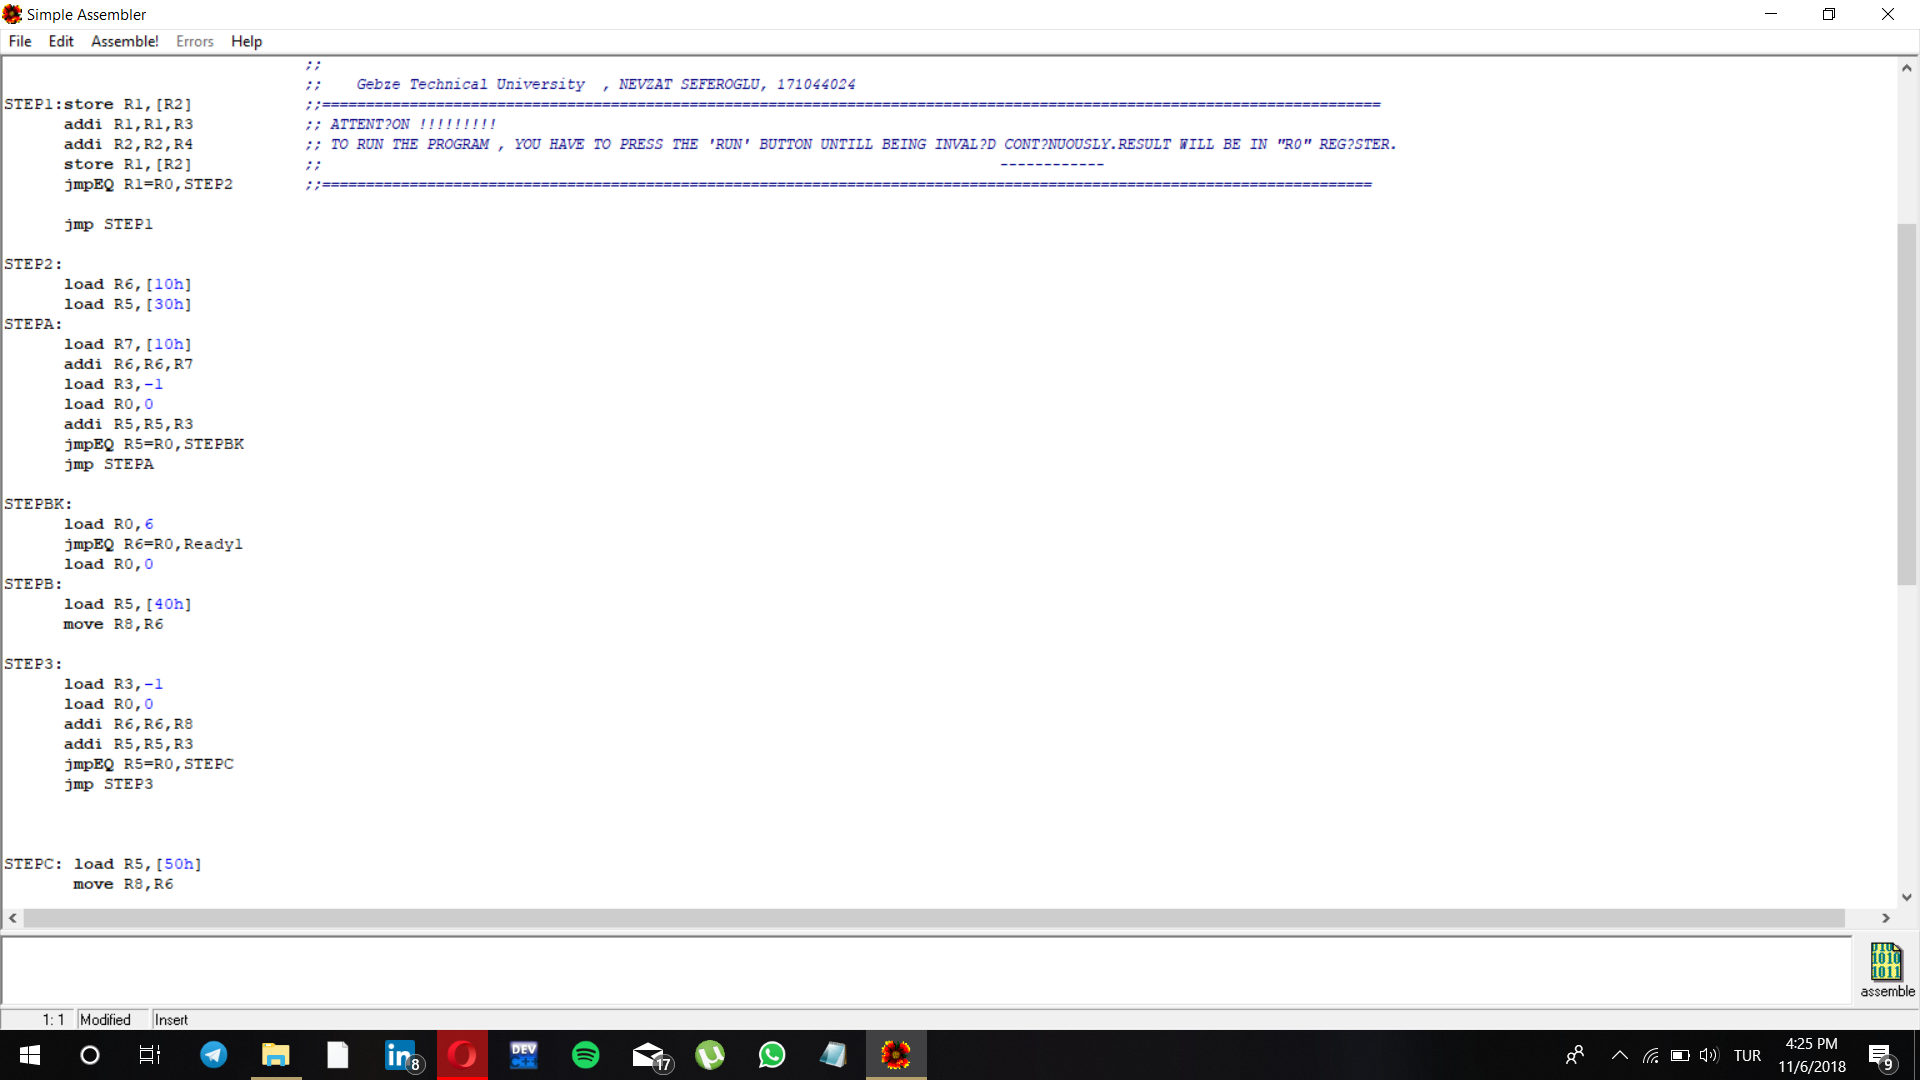 Simple Assembler
File Edit Assemble! Errors Help
;;
;; Gebze Technical University , NEVZAT SEFEROGLU, 171044024
STEP1:store R1,[R2] ;;=========================================================================================================================
addi R1,R1,R3 ;; ATTENT?ON !!!!!!!!!
addi R2,R2,R4 ;; TO RUN THE PROGRAM , YOU HAVE TO PRESS THE 'RUN' BUTTON UNTILL BEING INVAL?D CONT?NUOUSLY.RESULT WILL BE IN "R0" REG?STER.
store R1,[R2] ;; ------------
jmpEQ R1=R0,STEP2 ;;========================================================================================================================
jmp STEP1
STEP2:
load R6,[10h]
load R5,[30h]
STEPA:
load R7,[10h]
addi R6,R6,R7
load R3,-1
load R0,0
addi R5,R5,R3
jmpEQ R5=R0,STEPBK
jmp STEPA
STEPBK:
load R0,6
jmpEQ R6=R0,Ready1
load R0,0
STEPB:
load R5,[40h]
move R8,R6
STEP3:
load R3,-1
load R0,0
addi R6,R6,R8
addi R5,R5,R3
jmpEQ R5=R0,STEPC
jmp STEP3
STEPC: load R5,[50h]
move R8,R6
assemble
1: 1 Modified Insert
8
DEV C++
17
TUR
4:25 PM
11/6/2018
9